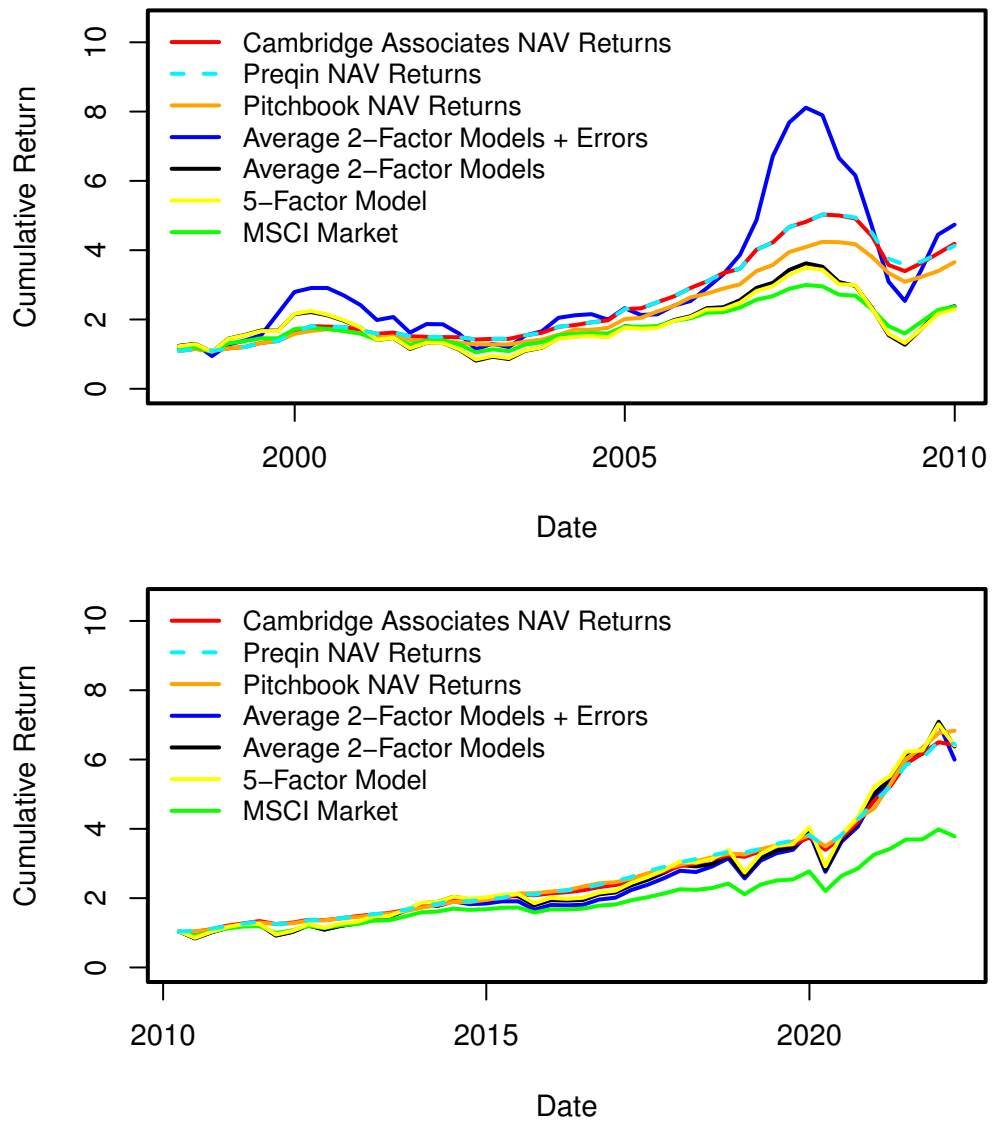 Cumulative Return
10
8
6
4
2
0
Cambridge Associates NAV Returns
Preqin NAV Returns
Pitchbook NAV Returns
Average 2−Factor Models + Errors
Average 2−Factor Models
5−Factor Model
MSCI Market
2000
2005
2010
Date
Cumulative Return
10
8
6
4
2
0
Cambridge Associates NAV Returns
Preqin NAV Returns
Pitchbook NAV Returns
Average 2−Factor Models + Errors
Average 2−Factor Models
5−Factor Model
MSCI Market
2010
2015
2020
Date